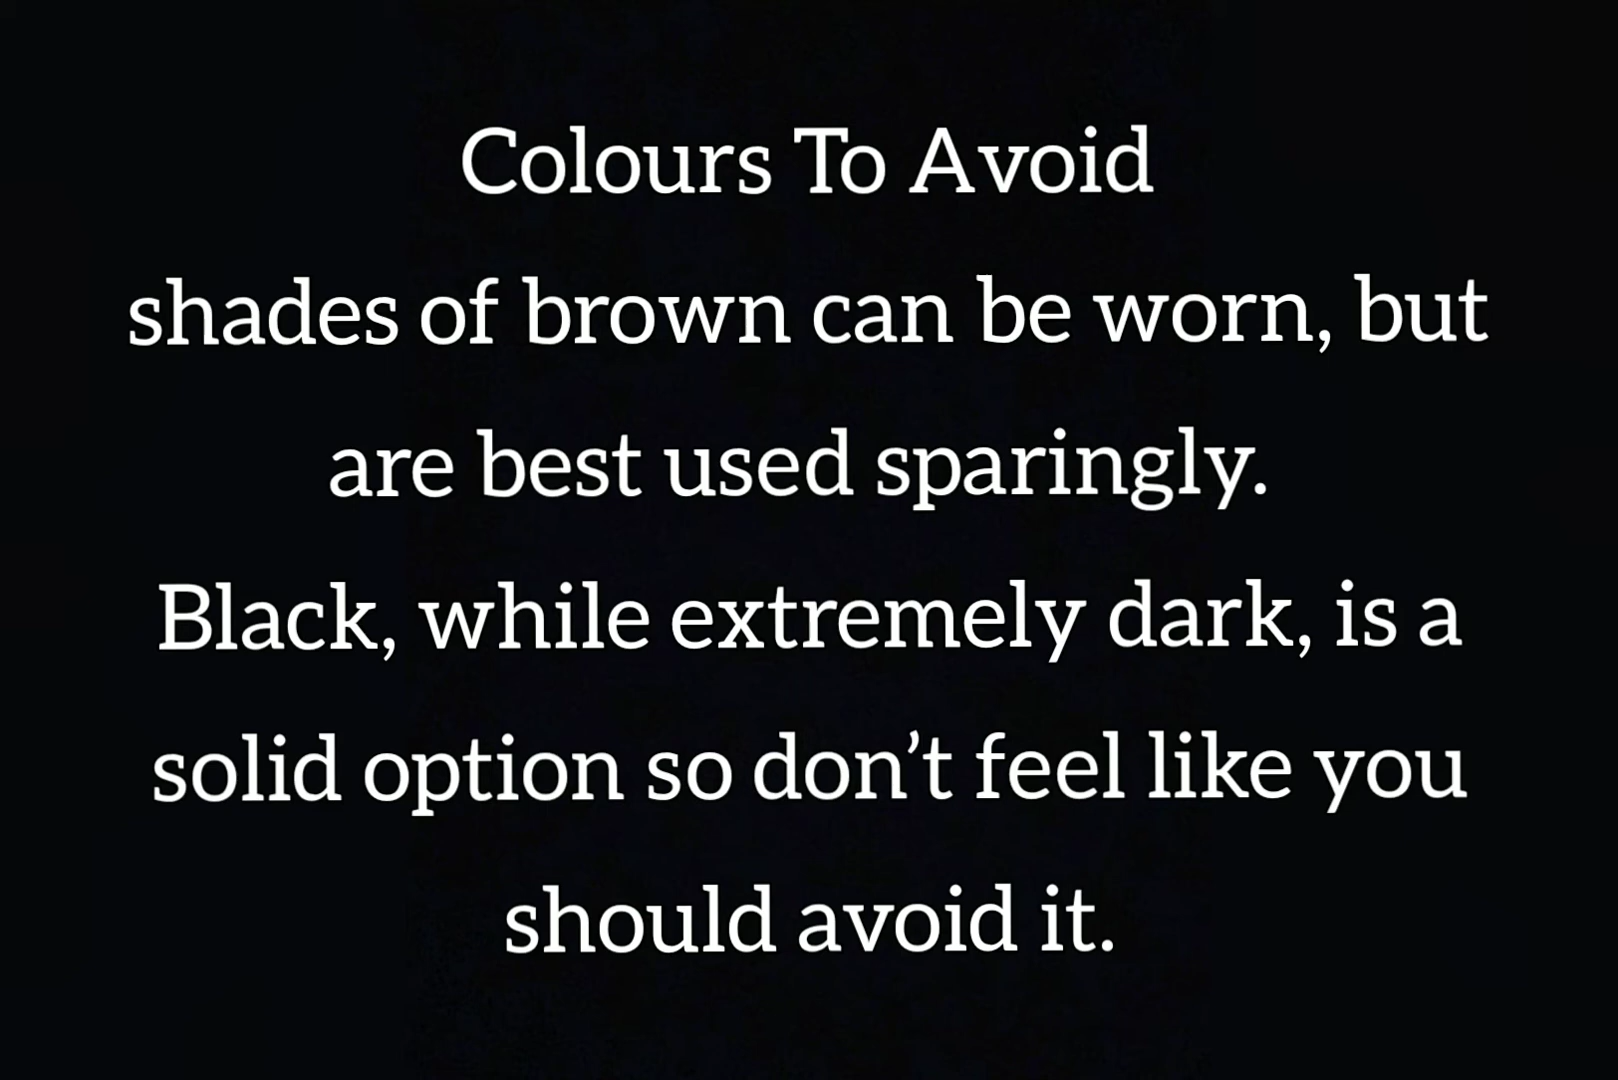 Colours To Avoid
shades of brown can be worn, but
are best used sparingly.
Black, while extremely dark, is a
solid option so don’t feel like you
should avoid it.